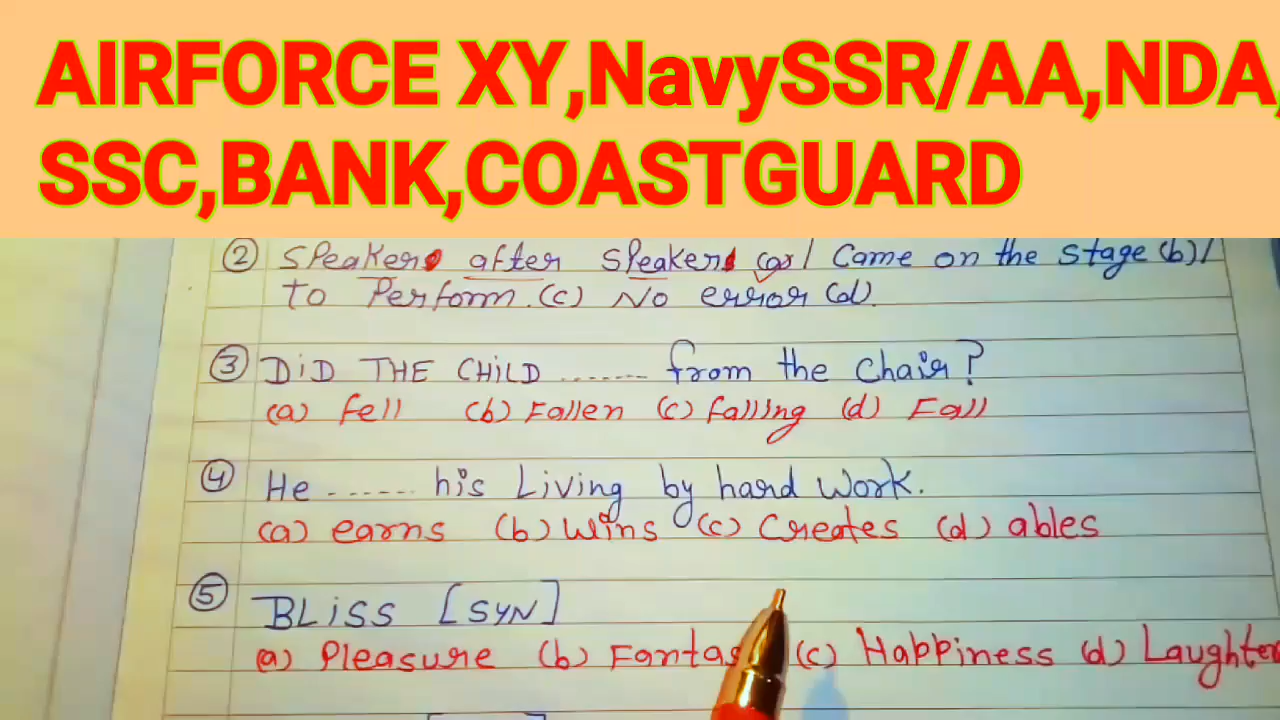 AIRFORCE XY,NavySSR/AA,NDA,
SSC,BANK,COASTGUARD
② Speakers after speakers (a)/ Came on the stage (b)/
to Perform.(c) No error (d).
③ DiD THE CHiLD ....... from the chair?
(a) fell (b) Fallen (c) falling (d) Fall
④ He ...... his Living by hard work.
(a) earns (b) wins (c) Creates (d) ables
⑤ BLiSS [SYN]
(a) Pleasure (b) (c) Happiness (d) Laughter